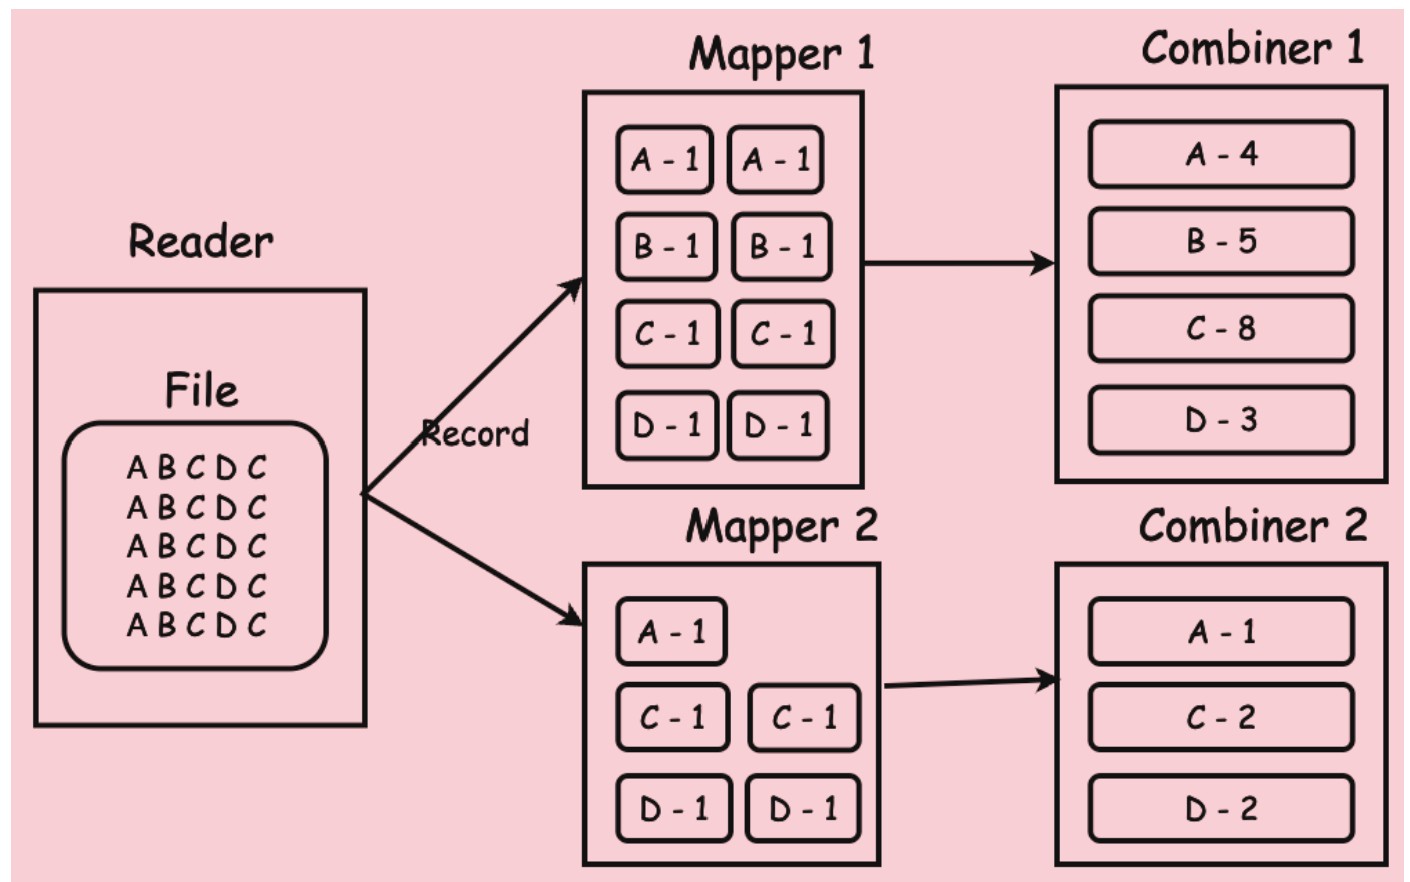 Reader
File
A B C D C
A B C D C
A B C D C
A B C D C
A B C D C
Record
Mapper 1
A - 1 A - 1
B - 1 B - 1
C - 1 C - 1
D - 1 D - 1
Combiner 1
A - 4
B - 5
C - 8
D - 3
Mapper 2
A - 1
C - 1 C - 1
D - 1 D - 1
Combiner 2
A - 1
C - 2
D - 2